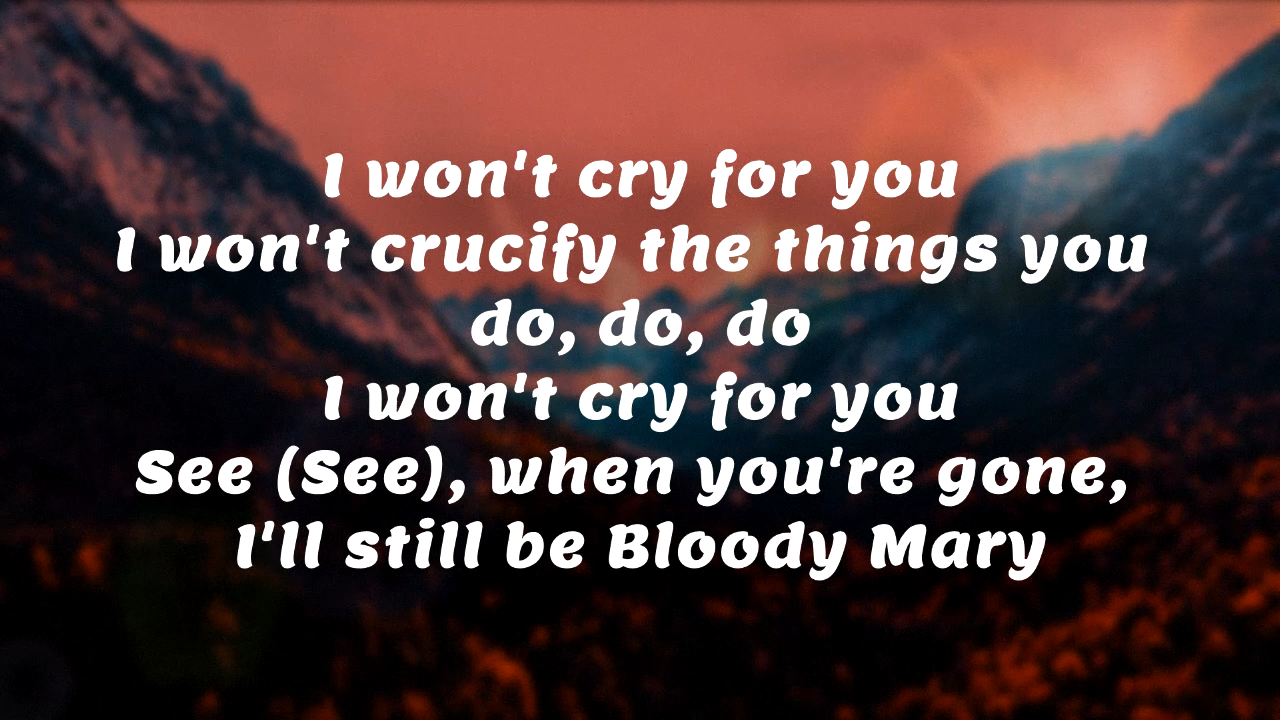 I won't cry for you
I won't crucify the things you
do, do, do
I won't cry for you
See (See), when you're gone,
I'll still be Bloody Mary